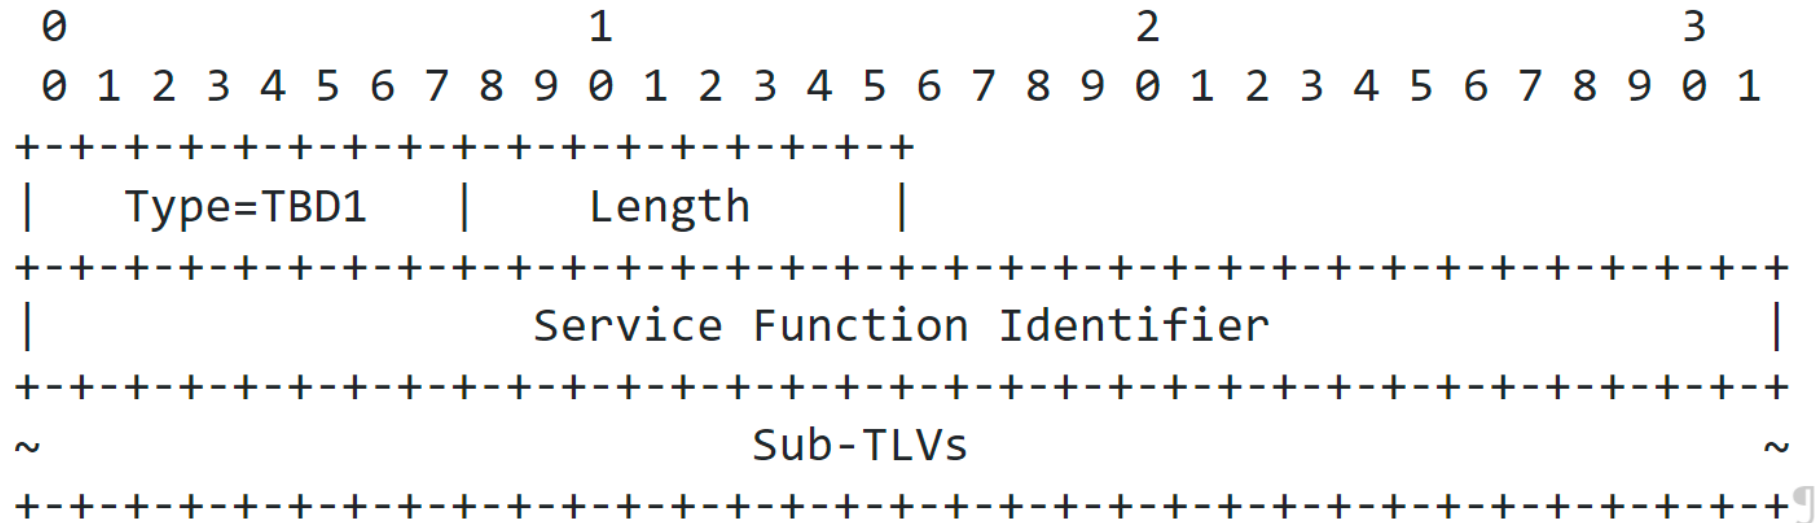 0                   1                   2                   3
 0 1 2 3 4 5 6 7 8 9 0 1 2 3 4 5 6 7 8 9 0 1 2 3 4 5 6 7 8 9 0 1
+-+-+-+-+-+-+-+-+-+-+-+-+-+-+-+-+
|   Type=TBD1   |    Length     |
+-+-+-+-+-+-+-+-+-+-+-+-+-+-+-+-+-+-+-+-+-+-+-+-+-+-+-+-+-+-+-+-+
|                  Service Function Identifier                  |
+-+-+-+-+-+-+-+-+-+-+-+-+-+-+-+-+-+-+-+-+-+-+-+-+-+-+-+-+-+-+-+-+
~                          Sub-TLVs                             ~
+-+-+-+-+-+-+-+-+-+-+-+-+-+-+-+-+-+-+-+-+-+-+-+-+-+-+-+-+-+-+-+-+¶